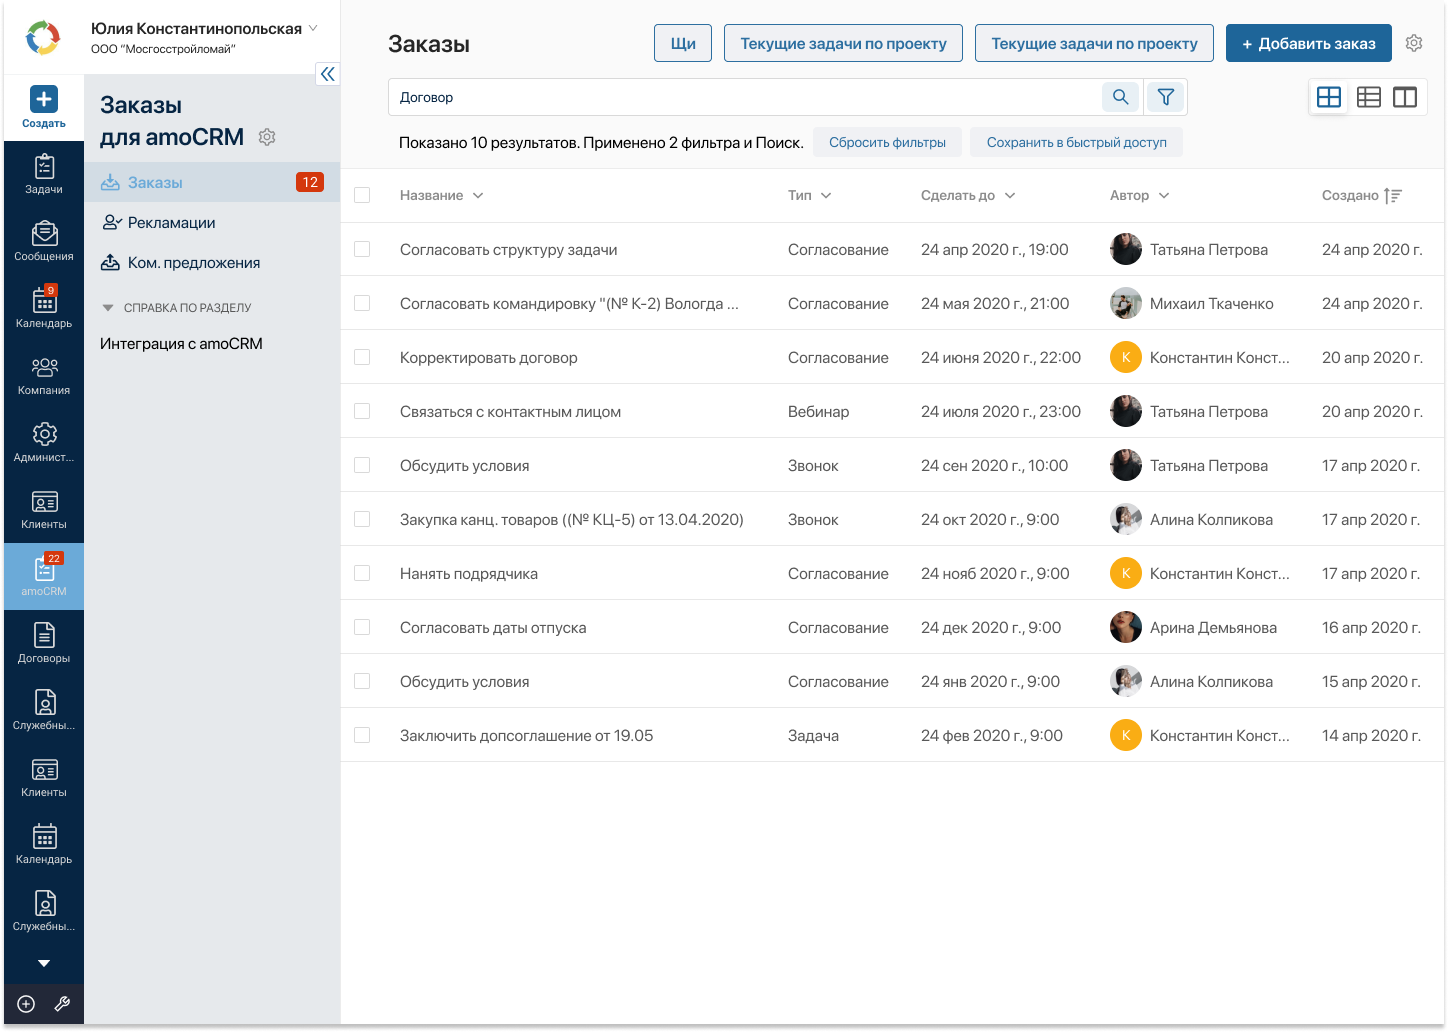 Юлия Константинопольская
ООО “Мосгосстройломай”
Создать
Задачи
Сообщения
9
Календарь
Компания
Админист...
Клиенты
22
amoCRM
Договоры
Служебны...
Клиенты
Календарь
Служебны...
Заказы
для amoCRM
Заказы 12
Рекламации
Ком. предложения
СПРАВКА ПО РАЗДЕЛУ
Интеграция с amoCRM
Заказы
Щи
Текущие задачи по проекту
Текущие задачи по проекту
+ Добавить заказ
Договор
Показано 10 результатов. Применено 2 фильтра и Поиск.
Сбросить фильтры
Сохранить в быстрый доступ
Название Тип Сделать до Автор Создано
Согласовать структуру задачи Согласование 24 апр 2020 г., 19:00 Татьяна Петрова 24 апр 2020 г.
Согласовать командировку "(№ К-2) Вологда ... Согласование 24 мая 2020 г., 21:00 Михаил Ткаченко 24 апр 2020 г.
Корректировать договор Согласование 24 июня 2020 г., 22:00 К Константин Конст... 20 апр 2020 г.
Связаться с контактным лицом Вебинар 24 июля 2020 г., 23:00 Татьяна Петрова 20 апр 2020 г.
Обсудить условия Звонок 24 сен 2020 г., 10:00 Татьяна Петрова 17 апр 2020 г.
Закупка канц. товаров ((№ КЦ-5) от 13.04.2020) Звонок 24 окт 2020 г., 9:00 Алина Колпикова 17 апр 2020 г.
Нанять подрядчика Согласование 24 нояб 2020 г., 9:00 К Константин Конст... 17 апр 2020 г.
Согласовать даты отпуска Согласование 24 дек 2020 г., 9:00 Арина Демьянова 16 апр 2020 г.
Обсудить условия Согласование 24 янв 2020 г., 9:00 Алина Колпикова 15 апр 2020 г.
Заключить допсоглашение от 19.05 Задача 24 фев 2020 г., 9:00 К Константин Конст... 14 апр 2020 г.